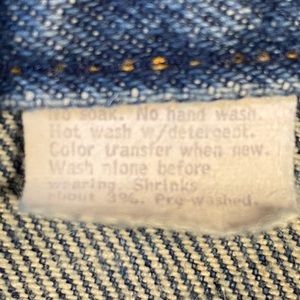 No soak. No hand wash.
Hot wash w/detergent.
Color transfer when new.
Wash alone before
wearing. Shrinks
about 3%. Pre-washed.